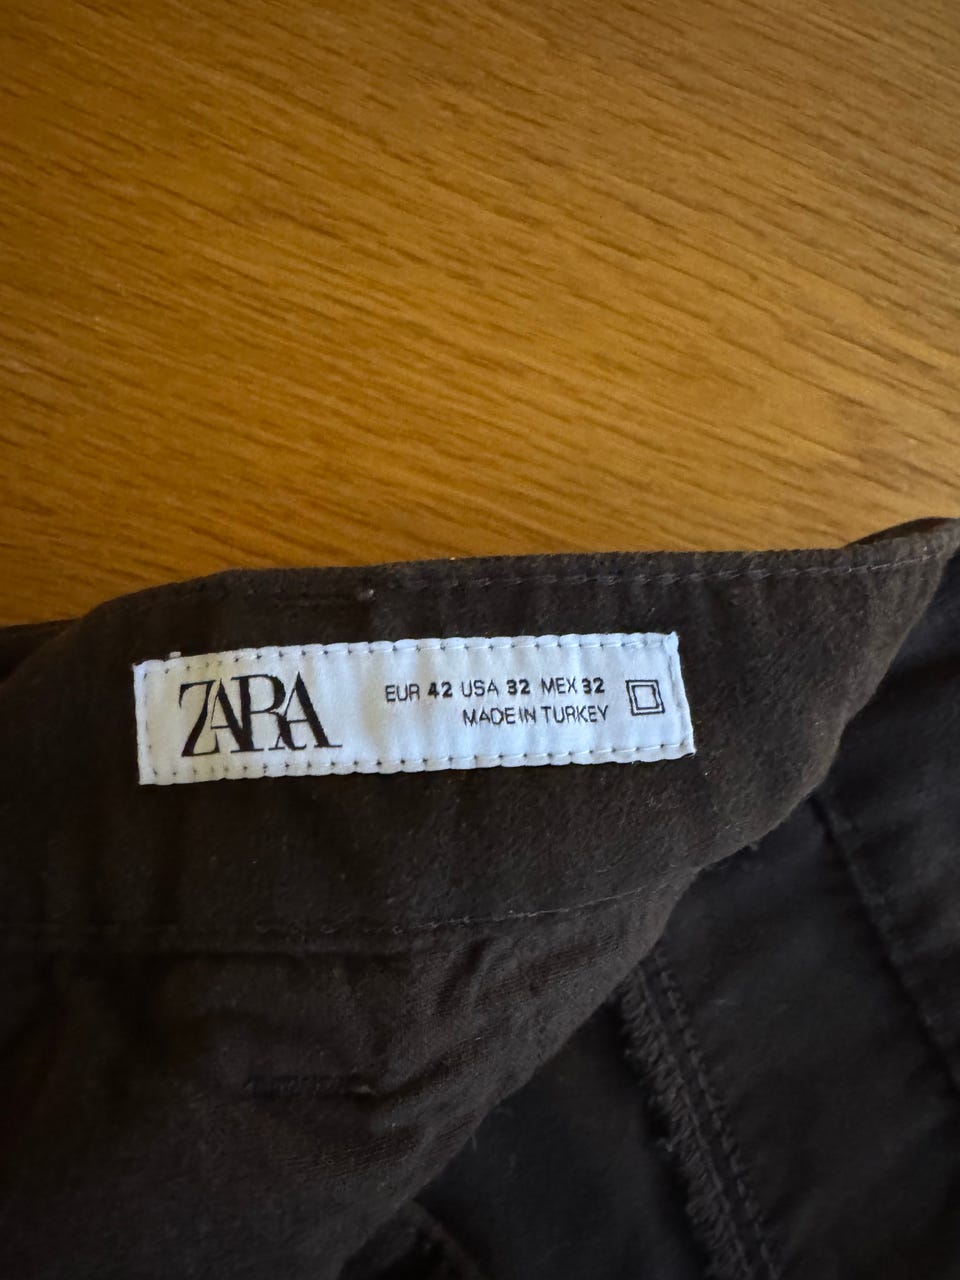 ZARA
EUR 42 USA 32 MEX 32
MADE IN TURKEY